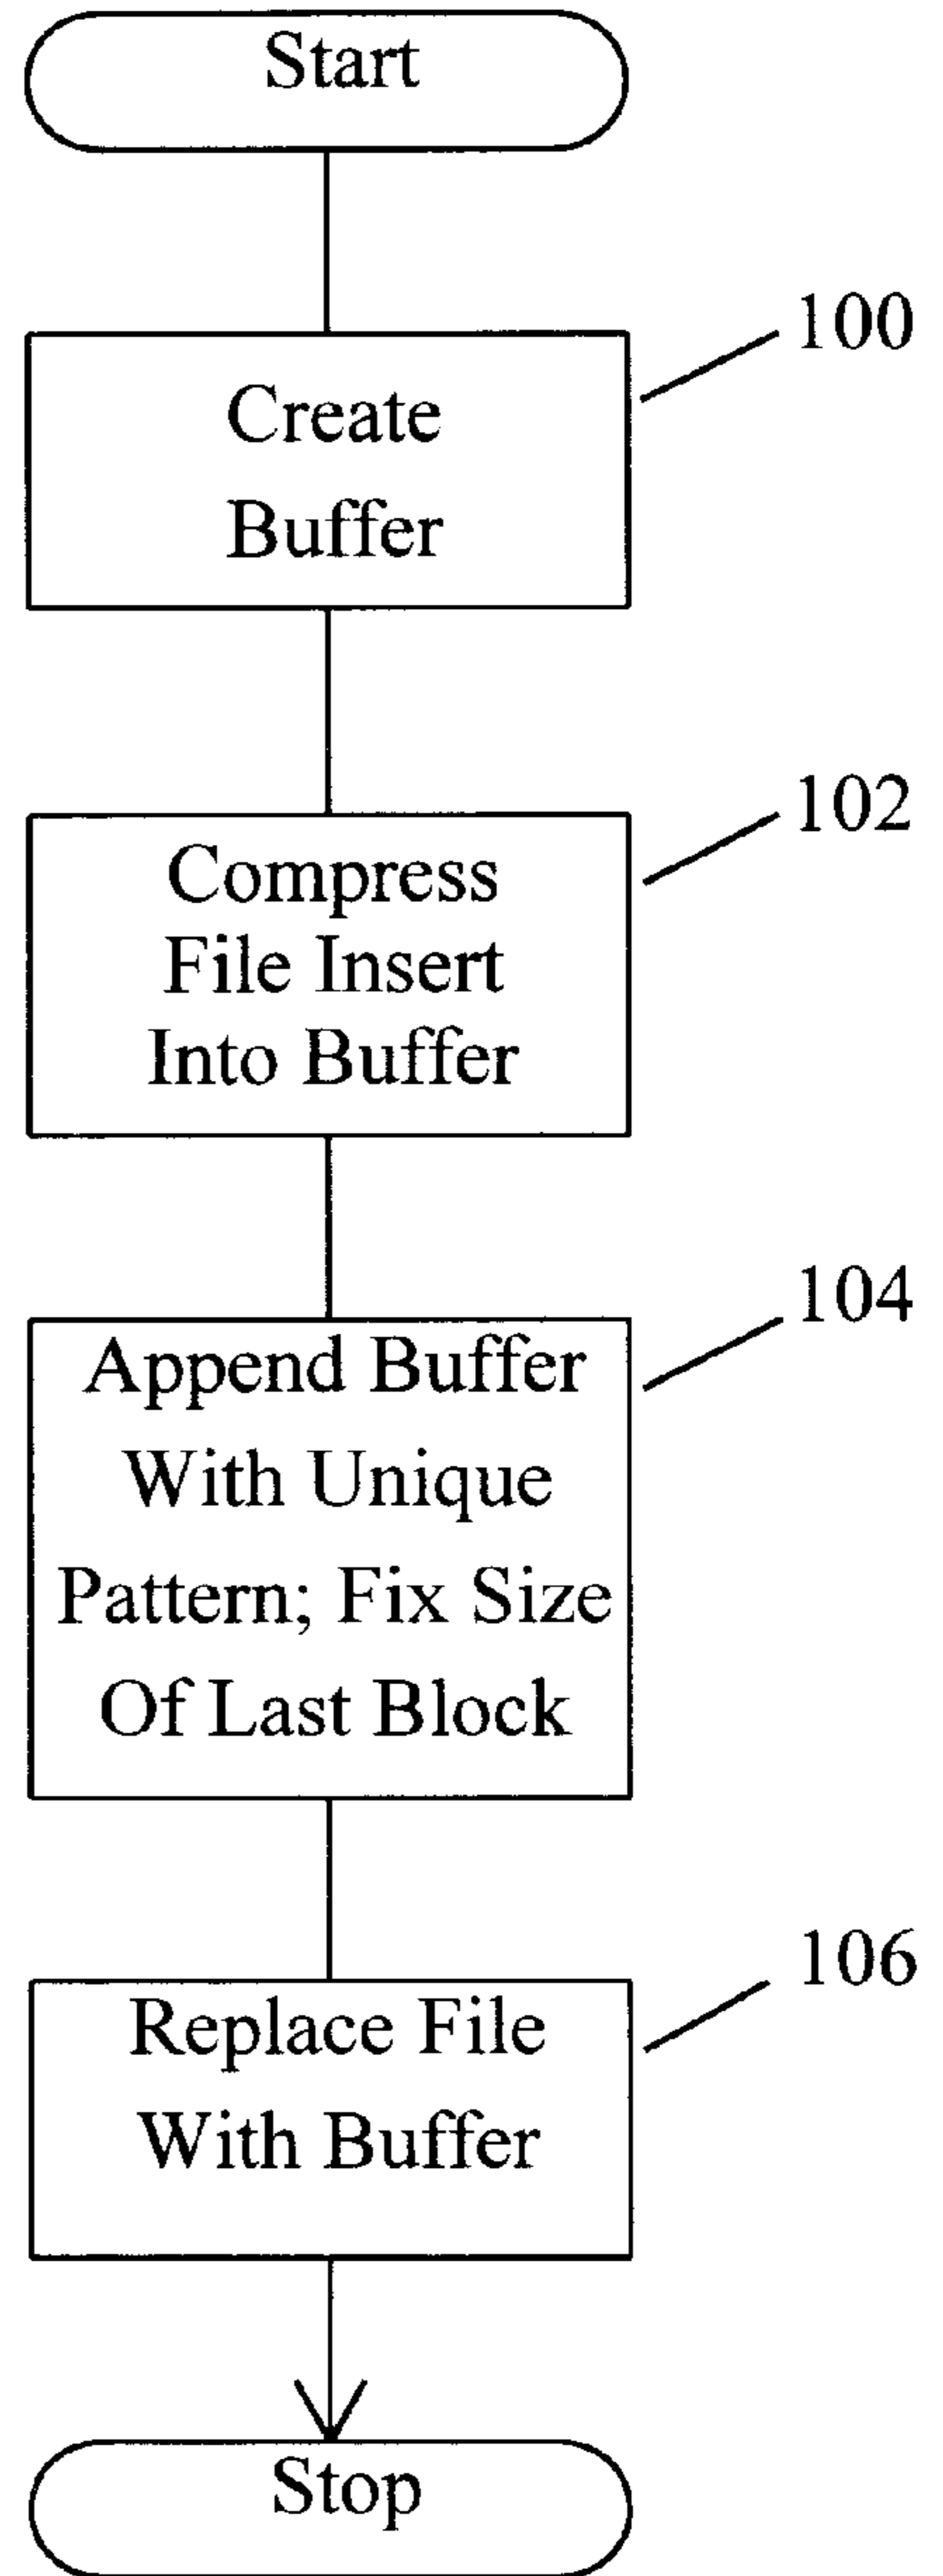 Start
100
Create
Buffer
102
Compress
File Insert
Into Buffer
104
Append Buffer
With Unique
Pattern; Fix Size
Of Last Block
106
Replace File
With Buffer
Stop